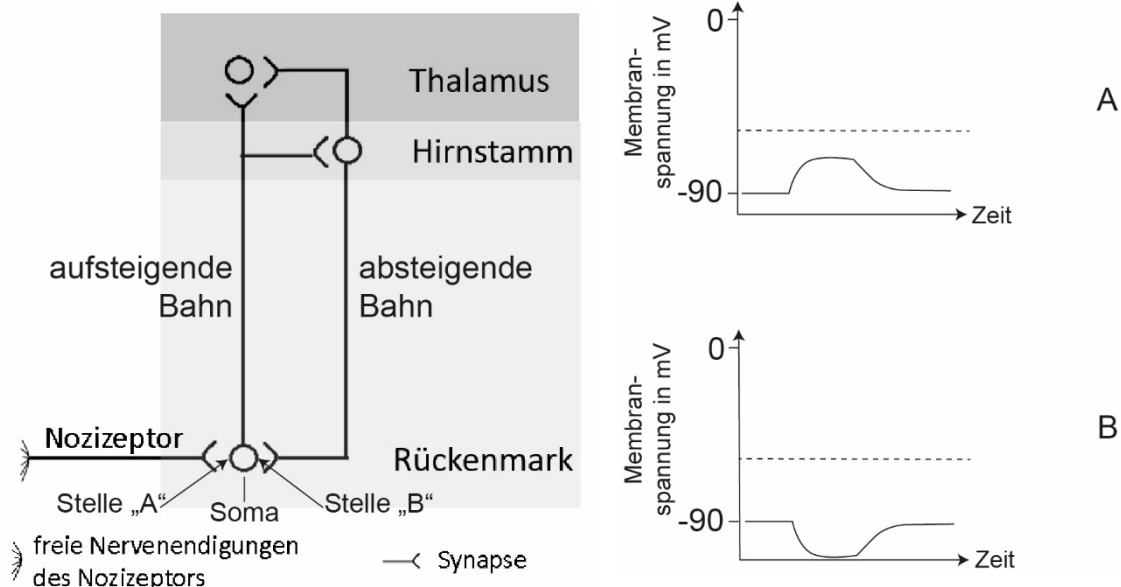 Thalamus
Hirnstamm
aufsteigende
Bahn
absteigende
Bahn
Nozizeptor
Rückenmark
Stelle „A“
Soma
Stelle „B“
freie Nervenendigungen
des Nozizeptors
Synapse
Membran-
spannung in mV
0
-90
Zeit
A
Membran-
spannung in mV
0
-90
Zeit
B